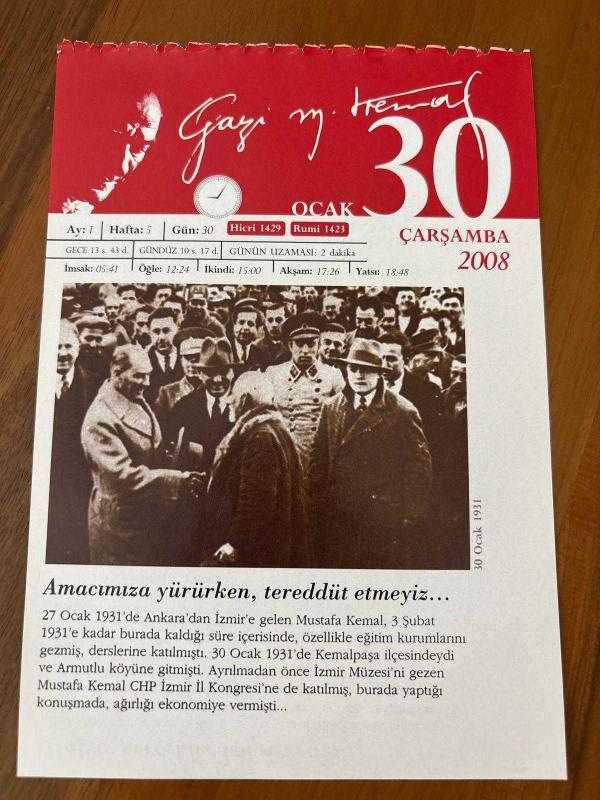 Gazi M. Kemal
OCAK 30
ÇARŞAMBA
2008
Ay: 1 Hafta: 5 Gün: 30 Hicri 1429 Rumi 1423
GECE 13 s. 43 d. GÜNDÜZ 10 s. 17 d. GÜNÜN UZAMASI: 2 dakika
İmsak: 05:41 Öğle: 12:24 İkindi: 15:00 Akşam: 17:26 Yatsı: 18:48
30 Ocak 1931
Amacımıza yürürken, tereddüt etmeyiz...
27 Ocak 1931'de Ankara'dan İzmir'e gelen Mustafa Kemal, 3 Şubat
1931'e kadar burada kaldığı süre içerisinde, özellikle eğitim kurumlarını
gezmiş, derslerine katılmıştı. 30 Ocak 1931'de Kemalpaşa ilçesindeydi
ve Armutlu köyüne gitmişti. Ayrılmadan önce İzmir Müzesi'ni gezen
Mustafa Kemal CHP İzmir İl Kongresi'ne de katılmış, burada yaptığı
konuşmada, ağırlığı ekonomiye vermişti...